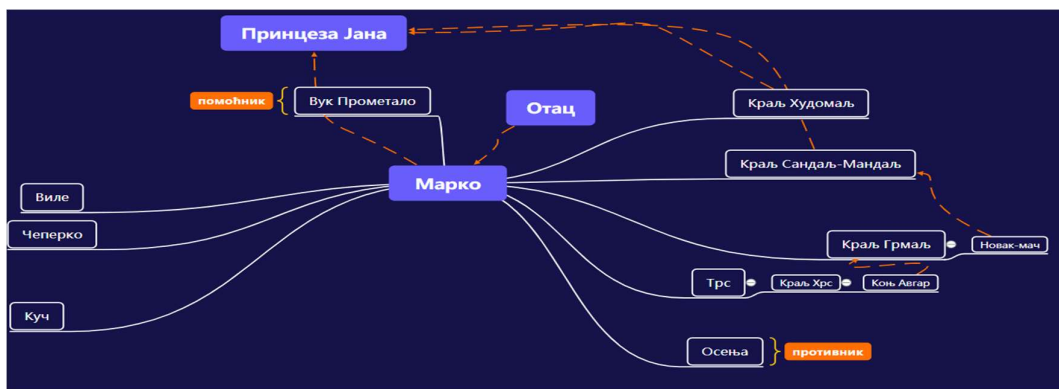 Принцеза Јана
помоћник
Вук Прометало
Отац
Краљ Худомаљ
Краљ Сандаљ-Мандаљ
Марко
Виле
Чеперко
Краљ Грмаљ
Новак-мач
Трс
Краљ Хрс
Коњ Авгар
Куч
Осења
противник